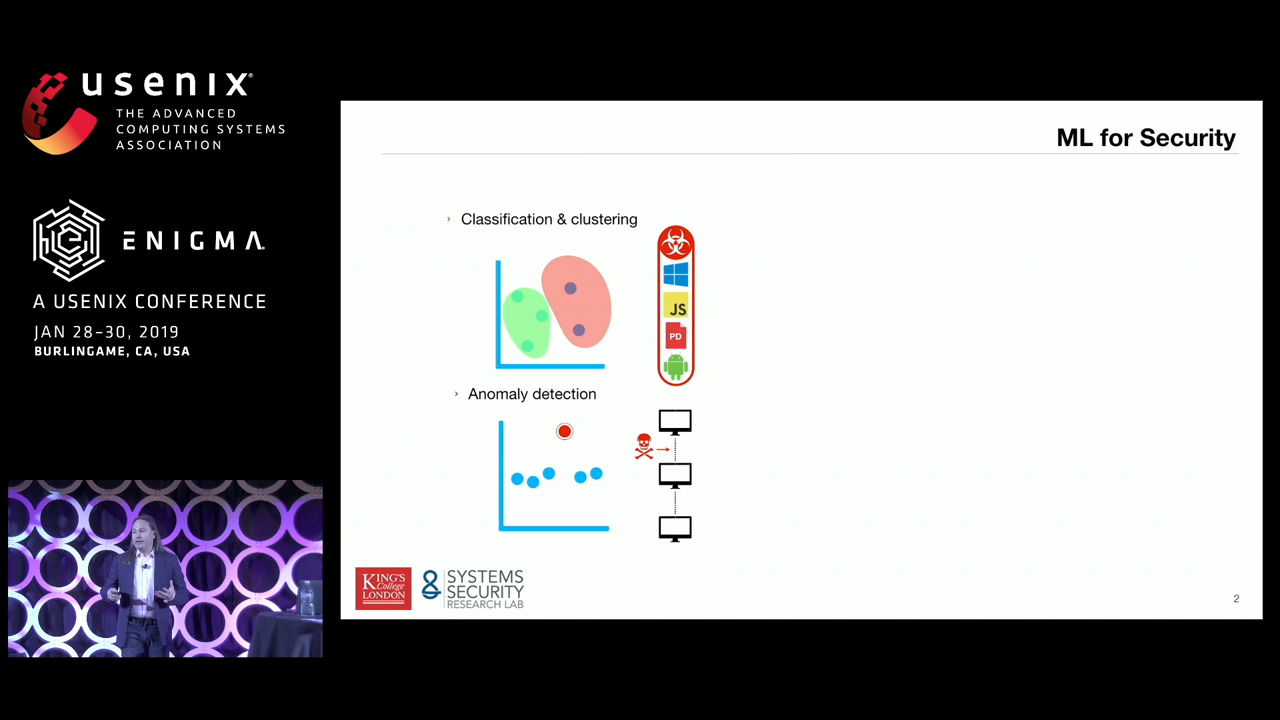 usenix®
THE ADVANCED
COMPUTING SYSTEMS
ASSOCIATION
ENIGMA
A USENIX CONFERENCE
JAN 28–30, 2019
BURLINGAME, CA, USA
ML for Security
› Classification & clustering
JS
PD
› Anomaly detection
KING'S
College
LONDON
SYSTEMS
SECURITY
RESEARCH LAB
2